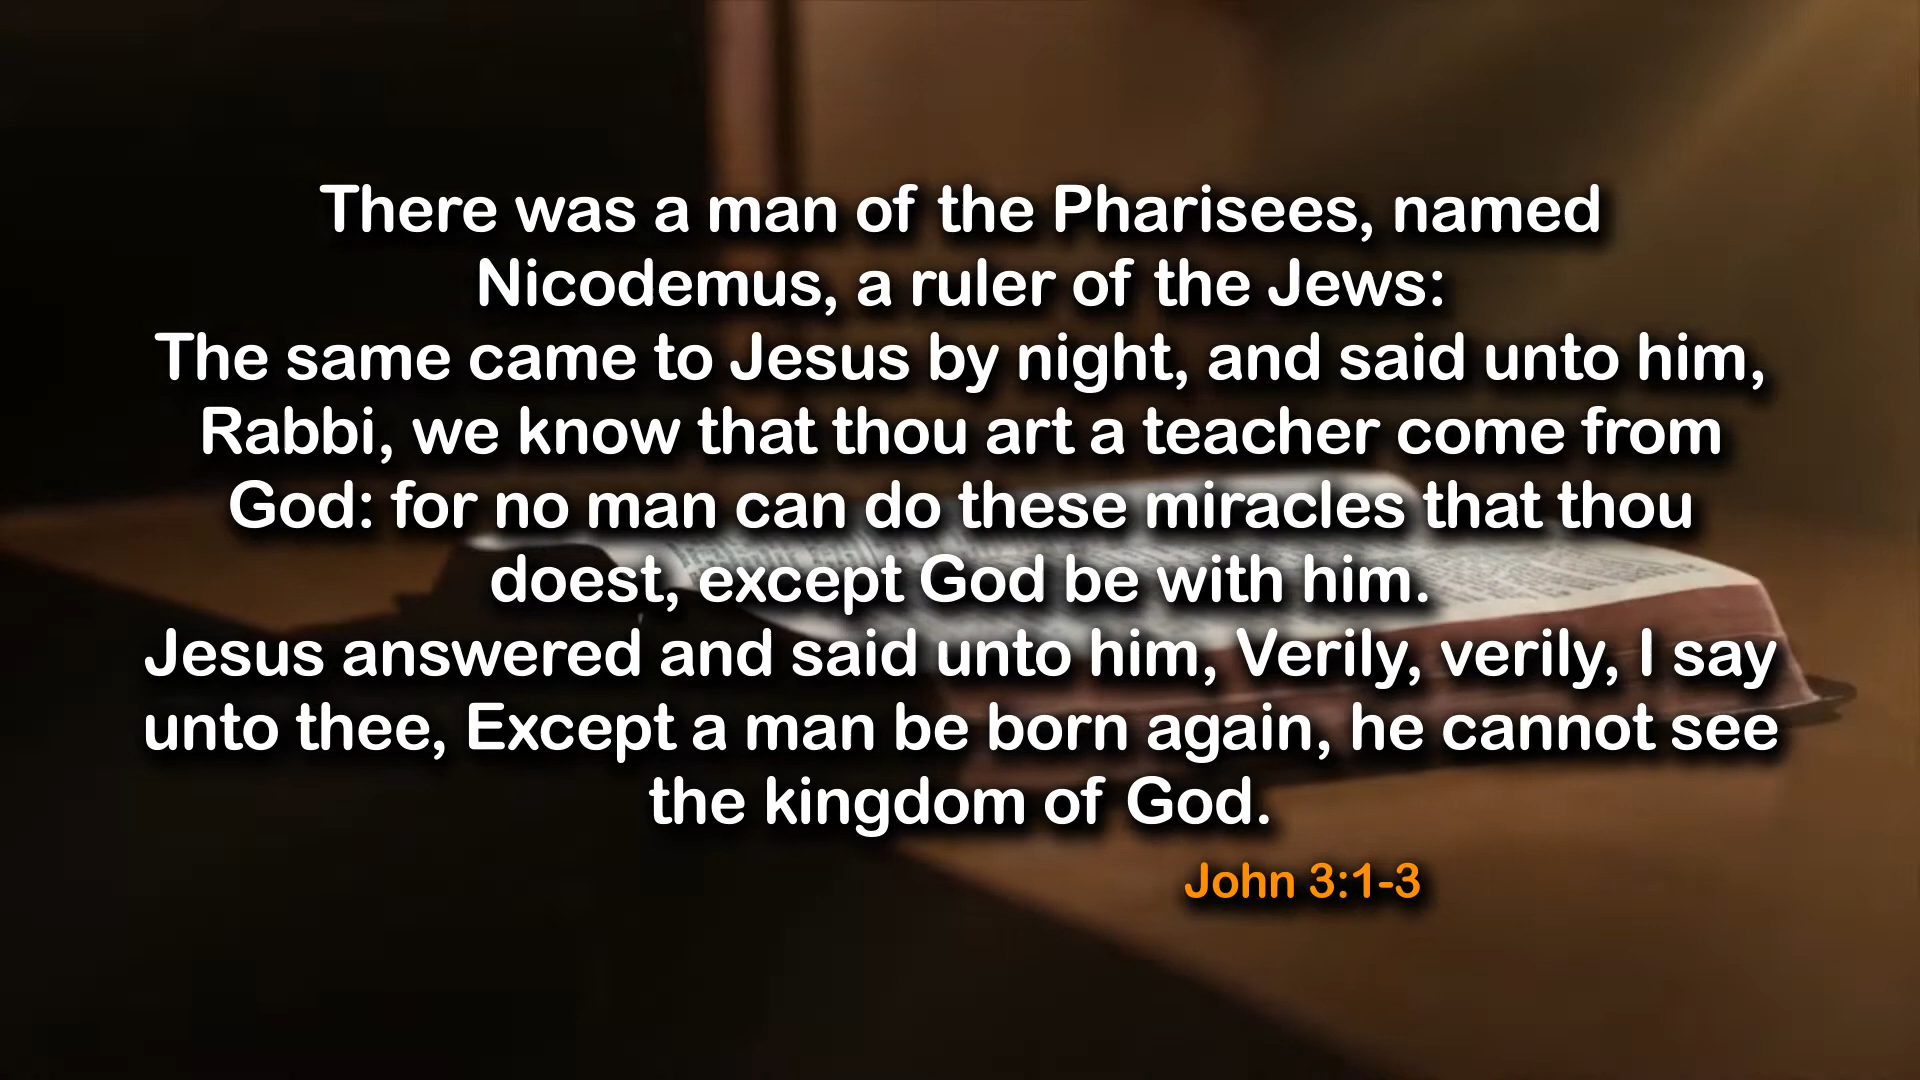 There was a man of the Pharisees, named
Nicodemus, a ruler of the Jews:
The same came to Jesus by night, and said unto him,
Rabbi, we know that thou art a teacher come from
God: for no man can do these miracles that thou
doest, except God be with him.
Jesus answered and said unto him, Verily, verily, I say
unto thee, Except a man be born again, he cannot see
the kingdom of God.
John 3:1-3